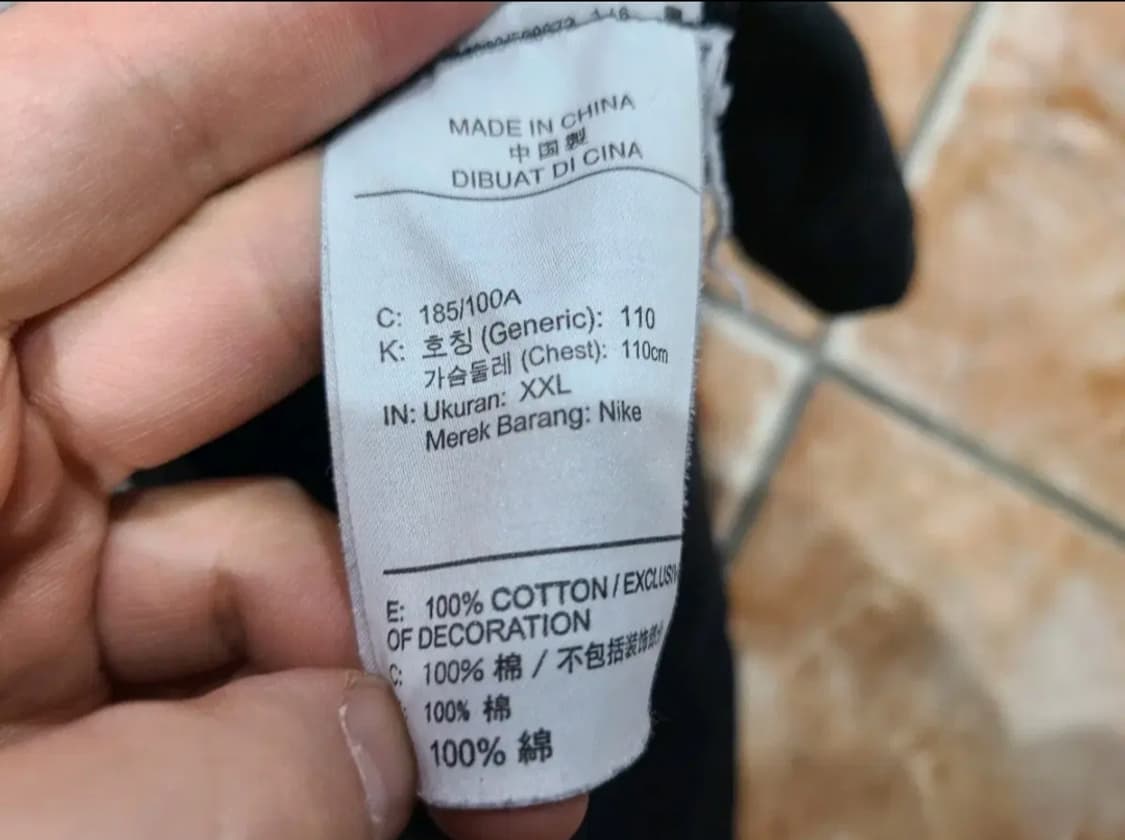 MADE IN CHINA
中国製
DIBUAT DI CINA
C: 185/100A
K: 호칭 (Generic): 110
가슴둘레 (Chest): 110cm
IN: Ukuran: XXL
Merek Barang: Nike
E: 100% COTTON /
OF DECORATION
C: 100% 棉 / 不包括装饰部分
100% 棉
100% 綿